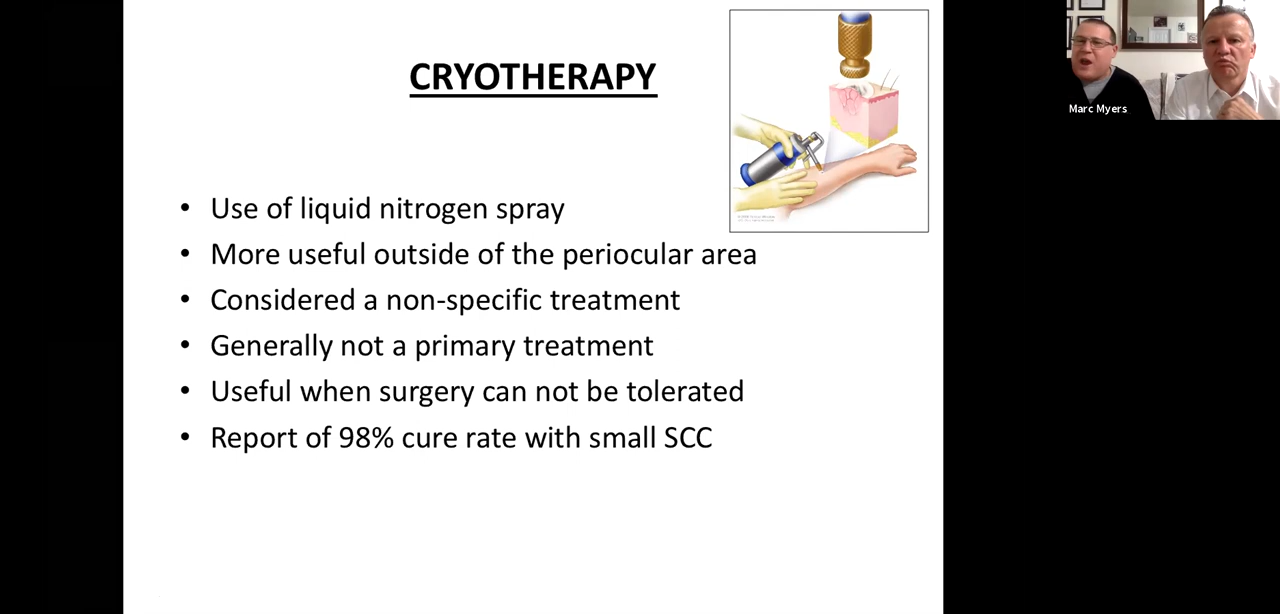 CRYOTHERAPY
• Use of liquid nitrogen spray
• More useful outside of the periocular area
• Considered a non-specific treatment
• Generally not a primary treatment
• Useful when surgery can not be tolerated
• Report of 98% cure rate with small SCC
Marc Myers